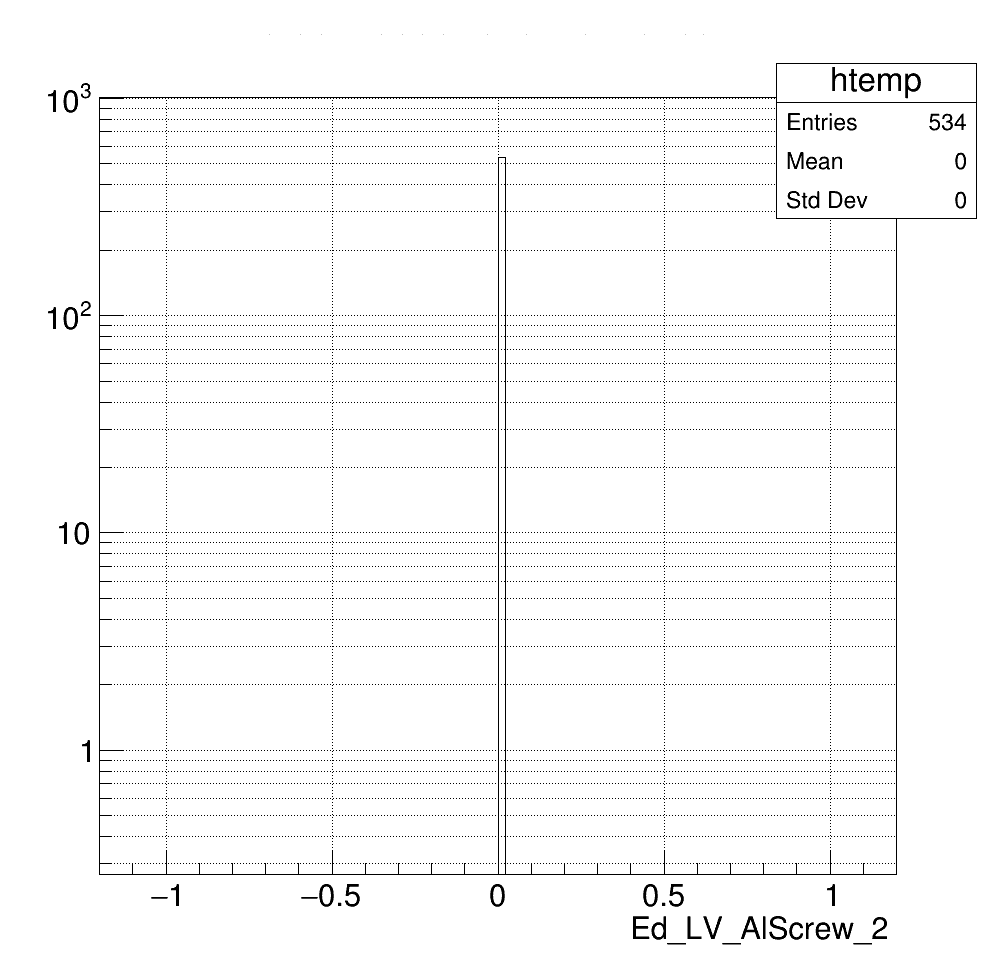 htemp
Entries 534
Mean 0
Std Dev 0
10³
10²
10
1
−1 −0.5 0 0.5 1
Ed_LV_AlScrew_2